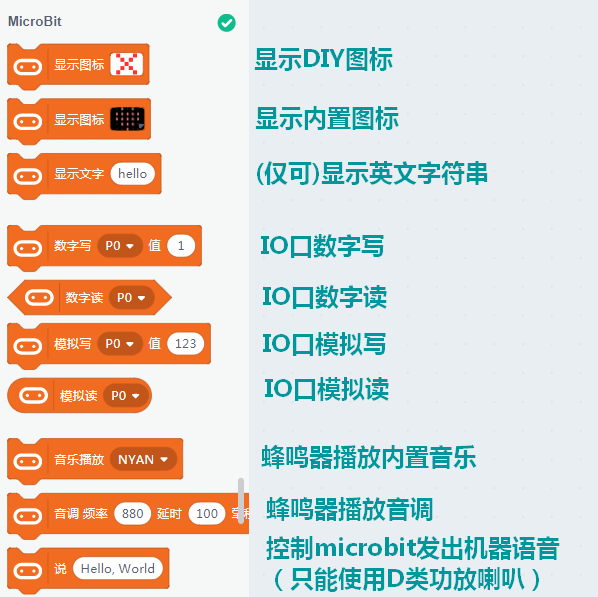 MicroBit
显示图标
显示DIY图标
显示图标
显示内置图标
显示文字 hello
(仅可)显示英文字符串
数字写 P0 值 1
IO口数字写
数字读 P0
IO口数字读
模拟写 P0 值 123
IO口模拟写
模拟读 P0
IO口模拟读
音乐播放 NYAN
蜂鸣器播放内置音乐
音调 频率 880 延时 100
蜂鸣器播放音调
说 Hello, World
控制microbit发出机器语音
（只能使用D类功放喇叭）